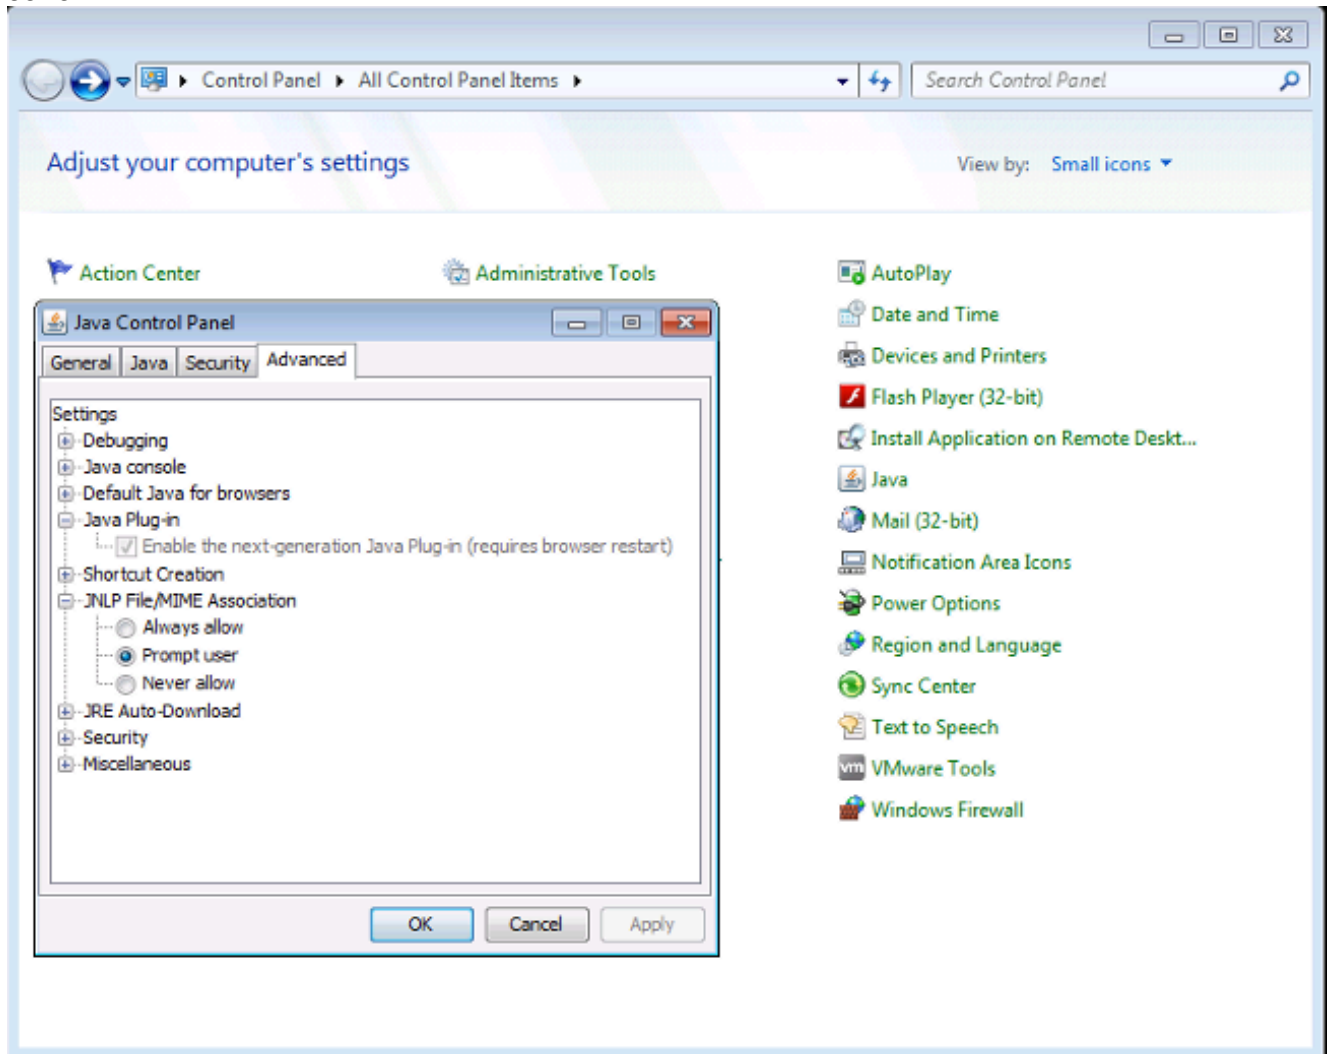 Control Panel All Control Panel Items Search Control Panel
Adjust your computer's settings View by: Small icons
Action Center Administrative Tools AutoPlay
Date and Time
Devices and Printers
Flash Player (32-bit)
Install Application on Remote Deskt...
Java
Mail (32-bit)
Notification Area Icons
Power Options
Region and Language
Sync Center
Text to Speech
VMware Tools
Windows Firewall
Java Control Panel
General Java Security Advanced
Settings
Debugging
Java console
Default Java for browsers
Java Plug-in
Enable the next-generation Java Plug-in (requires browser restart)
Shortcut Creation
JNLP File/MIME Association
Always allow
Prompt user
Never allow
JRE Auto-Download
Security
Miscellaneous
OK Cancel Apply